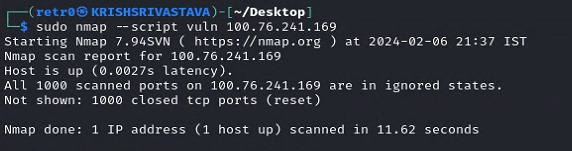 ┌──(retr0㉿KRISHSRIVASTAVA)-[~/Desktop]
└─$ sudo nmap --script vuln 100.76.241.169
Starting Nmap 7.94SVN ( https://nmap.org ) at 2024-02-06 21:37 IST
Nmap scan report for 100.76.241.169
Host is up (0.0027s latency).
All 1000 scanned ports on 100.76.241.169 are in ignored states.
Not shown: 1000 closed tcp ports (reset)
Nmap done: 1 IP address (1 host up) scanned in 11.62 seconds